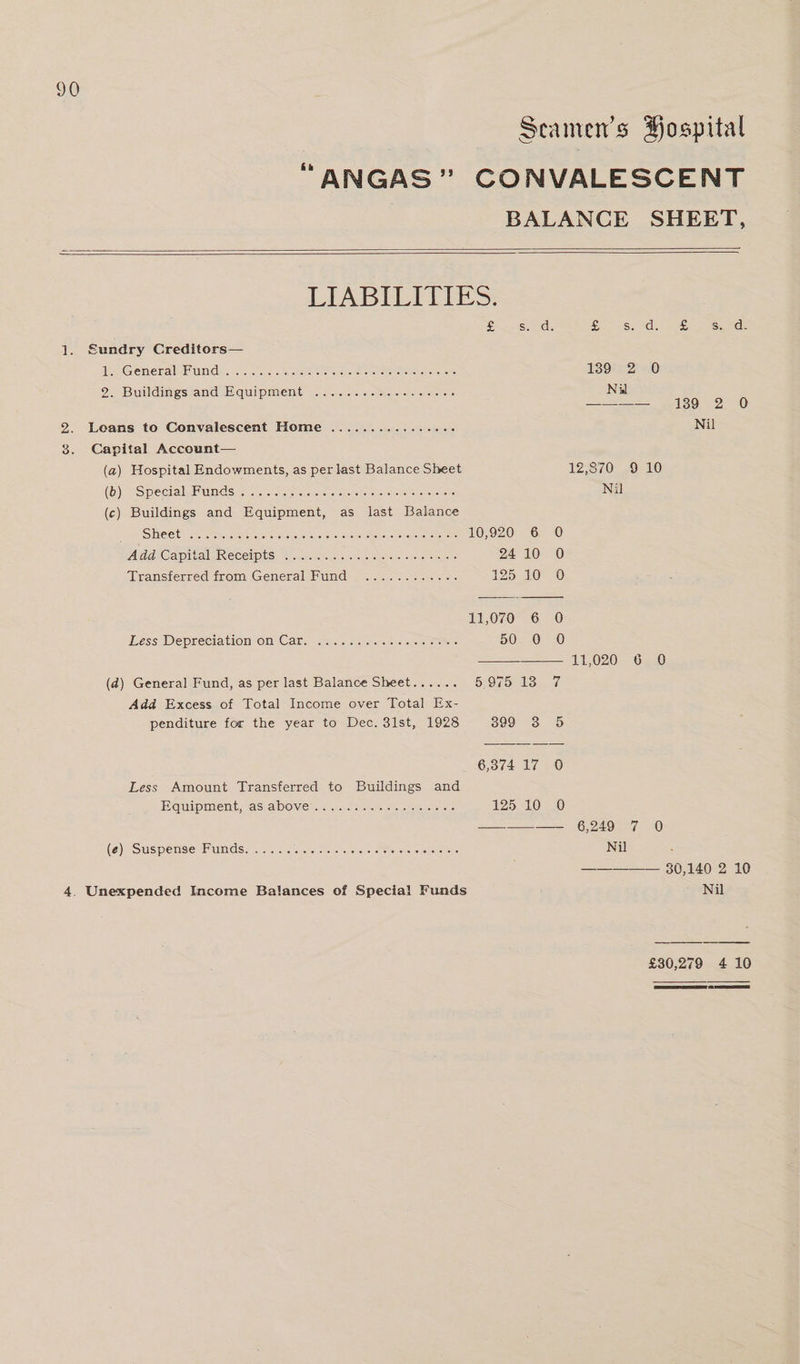 90
Seamen's Hospital
"ANGAS" CONVALESCENT
BALANCE SHEET,
LIABILITIES.
£ s. d. £ s. d. £ s. d.
1. Sundry Creditors—
1. General Fund ............................ 139 2 0
2. Buildings and Equipment .................. Nil
———— 139 2 0
2. Loans to Convalescent Home ................ Nil
3. Capital Account—
(a) Hospital Endowments, as per last Balance Sheet 12,870 9 10
(b) Special Funds ............................ Nil
(c) Buildings and Equipment, as last Balance
Sheet .................................. 10,920 6 0
Add Capital Receipts ...................... 24 10 0
Transferred from General Fund ............ 125 10 0
11,070 6 0
Less Depreciation on Car. .................. 50 0 0
———— 11,020 6 0
(d) General Fund, as per last Balance Sheet...... 5,975 13 7
Add Excess of Total Income over Total Ex-
penditure for the year to Dec. 31st, 1928 399 3 5
6,374 17 0
Less Amount Transferred to Buildings and
Equipment, as above .................. 125 10 0
———— 6,249 7 0
(e) Suspense Funds............................ Nil
———— 30,140 2 10
4. Unexpended Income Balances of Special Funds Nil
£30,279 4 10